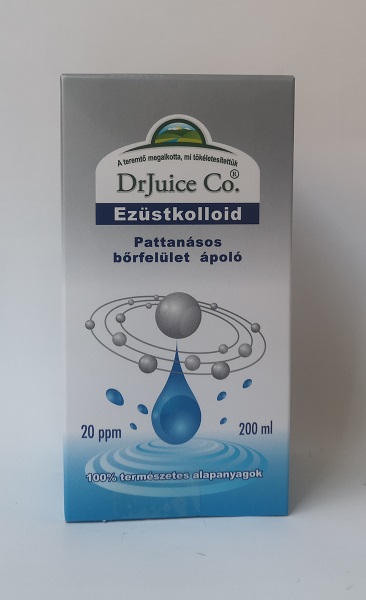 A teremtő megalkotta, mi tökéletesítettük
DrJuice Co.®
Ezüstkolloid
Pattanásos
bőrfelület ápoló
20 ppm
200 ml
100% természetes alapanyagok